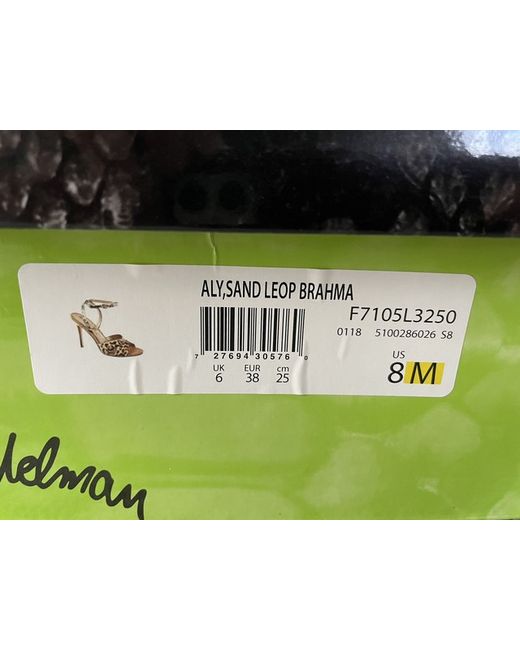 ALY,SAND LEOP BRAHMA
F7105L3250
0118 5100286026 S8
7 27694 30576 0
UK EUR cm
6 38 25
US
8 M
delman